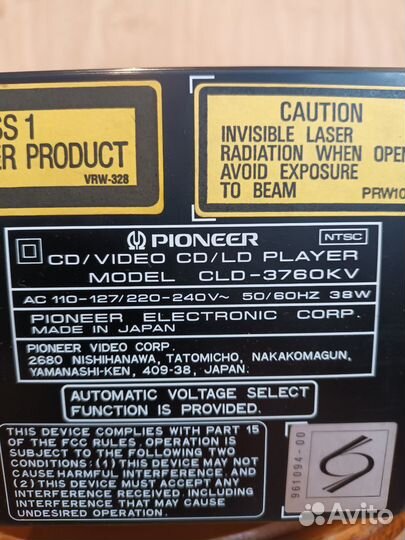 SS 1
ER PRODUCT
VRW-328
CAUTION
INVISIBLE LASER
RADIATION WHEN OPEN
AVOID EXPOSURE
TO BEAM
PRW10
PIONEER
NTSC
CD/VIDEO CD/LD PLAYER
MODEL CLD-3760KV
AC 110-127/220-240V~ 50/60HZ 38W
PIONEER ELECTRONIC CORP.
MADE IN JAPAN
PIONEER VIDEO CORP.
2680 NISHIHANAWA, TATOMICHO, NAKAKOMAGUN,
YAMANASHI-KEN, 409-38, JAPAN.
AUTOMATIC VOLTAGE SELECT
FUNCTION IS PROVIDED.
THIS DEVICE COMPLIES WITH PART 15
OF THE FCC RULES. OPERATION IS
SUBJECT TO THE FOLLOWING TWO
CONDITIONS: (1) THIS DEVICE MAY NOT
CAUSE HARMFUL INTERFERENCE, AND
(2) THIS DEVICE MUST ACCEPT ANY
INTERFERENCE RECEIVED, INCLUDING
INTERFERENCE THAT MAY CAUSE
UNDESIRED OPERATION.
961094-00
Avito